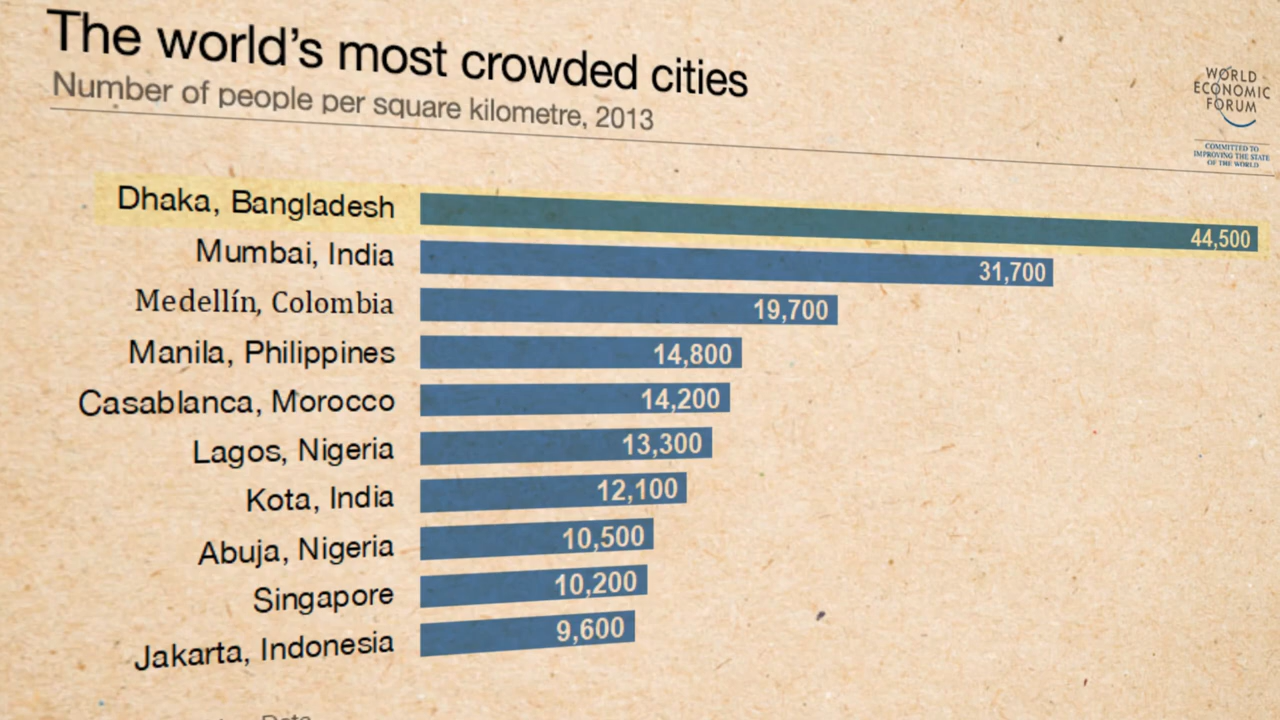 The world's most crowded cities
Number of people per square kilometre, 2013
WORLD
ECONOMIC
FORUM
COMMITTED TO
IMPROVING THE STATE
OF THE WORLD
Dhaka, Bangladesh 44,500
Mumbai, India 31,700
Medellín, Colombia 19,700
Manila, Philippines 14,800
Casablanca, Morocco 14,200
Lagos, Nigeria 13,300
Kota, India 12,100
Abuja, Nigeria 10,500
Singapore 10,200
Jakarta, Indonesia 9,600